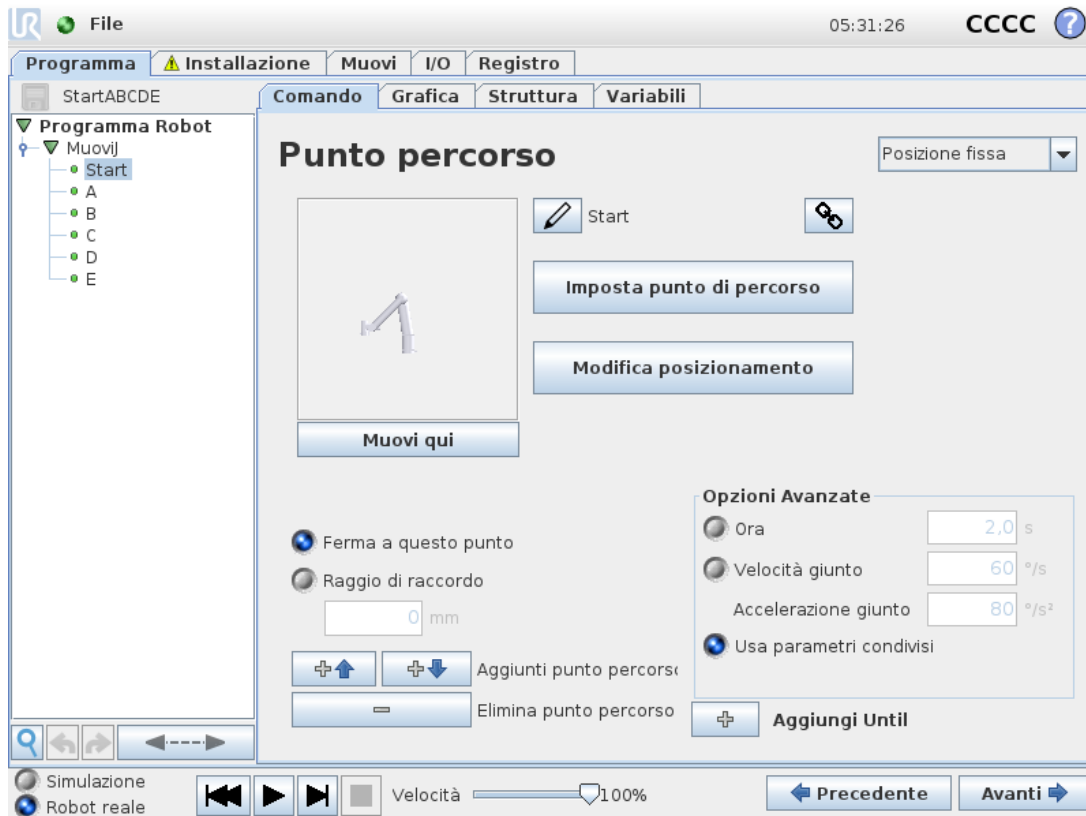 UR File 05:31:26 CCCC ?
Programma Installazione Muovi I/O Registro
StartABCDE Comando Grafica Struttura Variabili
Programma Robot
MuoviJ
Start
A
B
C
D
E
Punto percorso Posizione fissa
Start
Imposta punto di percorso
Modifica posizionamento
Muovi qui
Ferma a questo punto
Raggio di raccordo
0 mm
Aggiunti punto percorso
Elimina punto percorso
Opzioni Avanzate
Ora 2,0 s
Velocità giunto 60 °/s
Accelerazione giunto 80 °/s²
Usa parametri condivisi
Aggiungi Until
Simulazione
Robot reale
Velocità 100%
Precedente Avanti